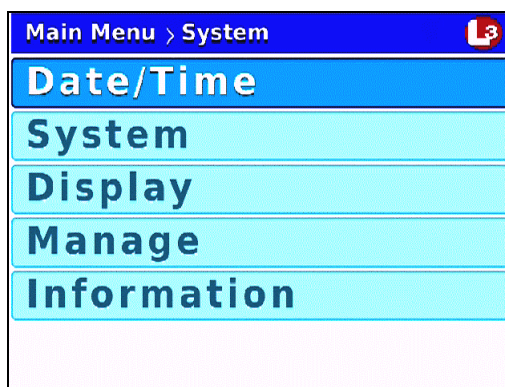 Main Menu > System L3
Date/Time
System
Display
Manage
Information